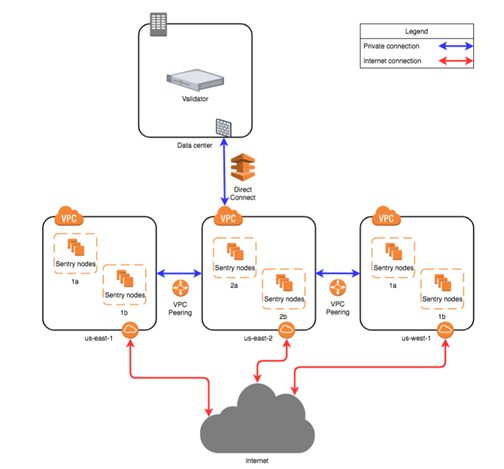 Legend
Private connection
Internet connection
Validator
Data center
Direct
Connect
VPC
VPC
VPC
Sentry nodes
1a
Sentry nodes
1b
Sentry nodes
2a
Sentry nodes
2b
Sentry nodes
1a
Sentry nodes
1b
VPC
Peering
VPC
Peering
us-east-1
us-east-2
us-west-1
Internet